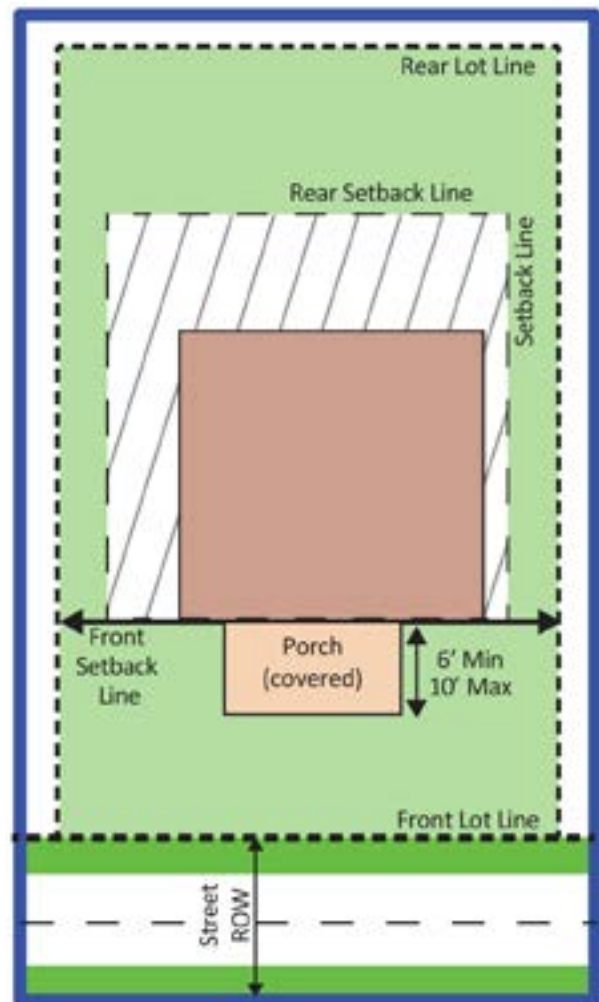 Rear Lot Line
Rear Setback Line
Setback Line
Front
Setback
Line
Porch
(covered)
6' Min
10' Max
Front Lot Line
Street
ROW